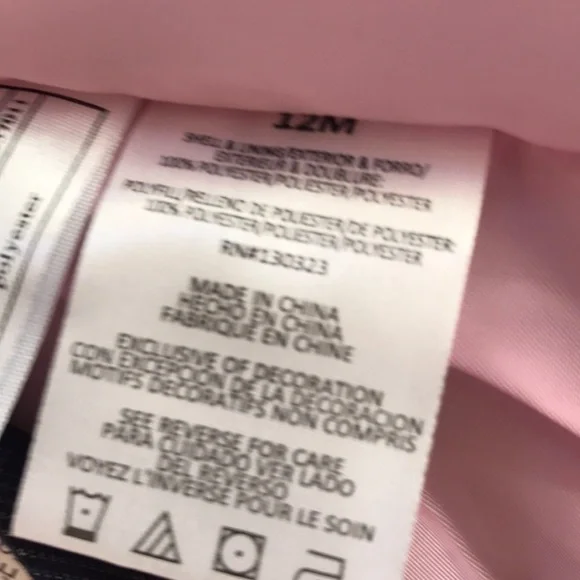 12M
SHELL & LINING/EXTERIOR & FORRO/
EXTERIEUR & DOUBLURE:
100% POLYESTER/POLIESTER/POLYESTER
POLYFILL/RELLENO DE POLIESTER/DE POLYESTER:
100% POLYESTER/POLIESTER/POLYESTER
RN#130323
MADE IN CHINA
HECHO EN CHINA
FABRIQUE EN CHINE
EXCLUSIVE OF DECORATION
CON EXCEPCION DE LA DECORACION
MOTIFS DECORATIFS NON COMPRIS
SEE REVERSE FOR CARE
PARA CUIDADO VER LADO
DEL REVERSO
VOYEZ L'INVERSE POUR LE SOIN
polyester